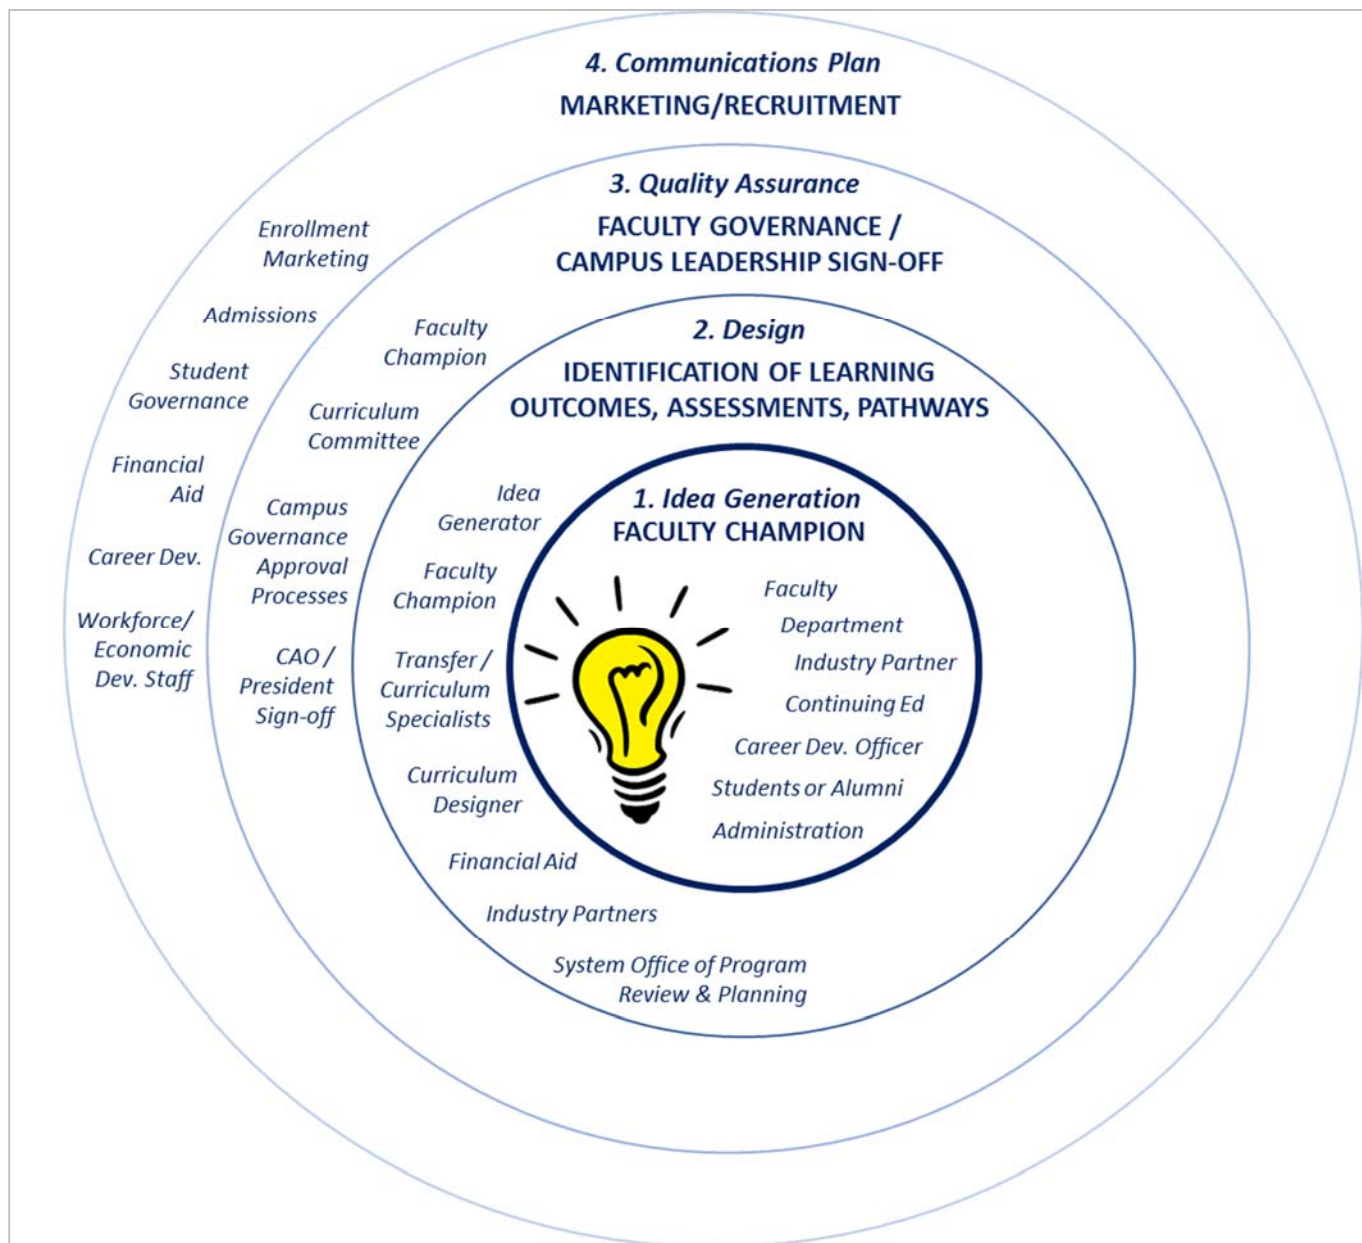 4. Communications Plan
MARKETING/RECRUITMENT
3. Quality Assurance
FACULTY GOVERNANCE /
CAMPUS LEADERSHIP SIGN-OFF
2. Design
IDENTIFICATION OF LEARNING
OUTCOMES, ASSESSMENTS, PATHWAYS
1. Idea Generation
FACULTY CHAMPION
Enrollment
Marketing
Admissions
Student
Governance
Financial
Aid
Career Dev.
Workforce/
Economic
Dev. Staff
Faculty
Champion
Curriculum
Committee
Campus
Governance
Approval
Processes
CAO /
President
Sign-off
Idea
Generator
Faculty
Champion
Transfer /
Curriculum
Specialists
Curriculum
Designer
Financial Aid
Industry Partners
System Office of Program
Review & Planning
Faculty
Department
Industry Partner
Continuing Ed
Career Dev. Officer
Students or Alumni
Administration